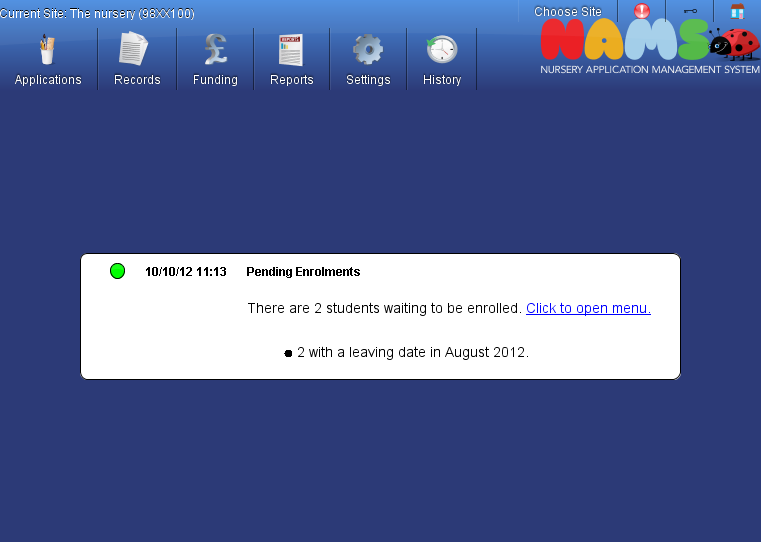 Current Site: The nursery (98XX100)
Choose Site
NAMS
NURSERY APPLICATION MANAGEMENT SYSTEM
Applications
Records
Funding
REPORTS
Reports
Settings
History
10/10/12 11:13 Pending Enrolments
There are 2 students waiting to be enrolled. Click to open menu.
2 with a leaving date in August 2012.